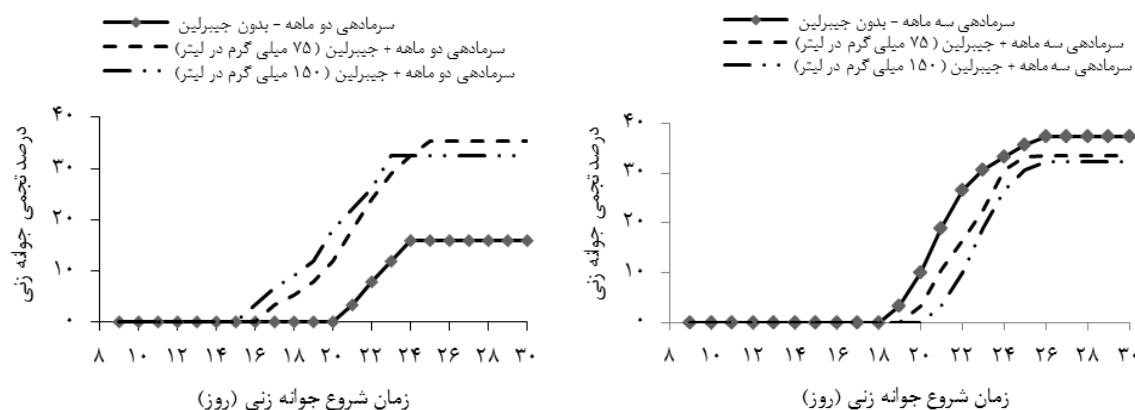 سرمادهی دو ماهه - بدون جیبرلین
سرمادهی دو ماهه + جیبرلین (۷۵ میلی گرم در لیتر)
سرمادهی دو ماهه + جیبرلین (۱۵۰ میلی گرم در لیتر)
درصد تجمی جوانه زنی
۴۰
۳۰
۲۰
۱۰
۰
۸ ۱۰ ۱۲ ۱۴ ۱۶ ۱۸ ۲۰ ۲۲ ۲۴ ۲۶ ۲۸ ۳۰
زمان شروع جوانه زنی (روز)
سرمادهی سه ماهه - بدون جیبرلین
سرمادهی سه ماهه + جیبرلین (۷۵ میلی گرم در لیتر)
سرمادهی سه ماهه + جیبرلین (۱۵۰ میلی گرم در لیتر)
درصد تجمی جوانه زنی
۴۰
۳۰
۲۰
۱۰
۰
۸ ۱۰ ۱۲ ۱۴ ۱۶ ۱۸ ۲۰ ۲۲ ۲۴ ۲۶ ۲۸ ۳۰
زمان شروع جوانه زنی (روز)